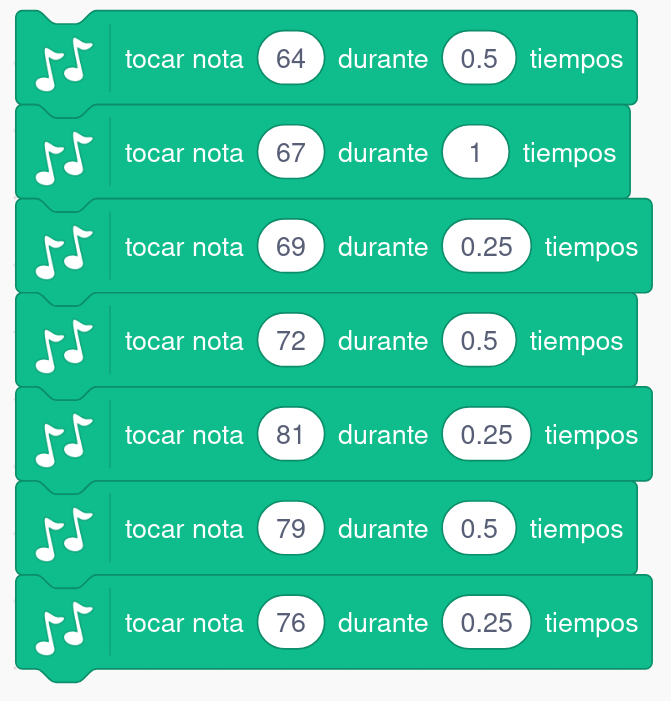 tocar nota 64 durante 0.5 tiempos
tocar nota 67 durante 1 tiempos
tocar nota 69 durante 0.25 tiempos
tocar nota 72 durante 0.5 tiempos
tocar nota 81 durante 0.25 tiempos
tocar nota 79 durante 0.5 tiempos
tocar nota 76 durante 0.25 tiempos